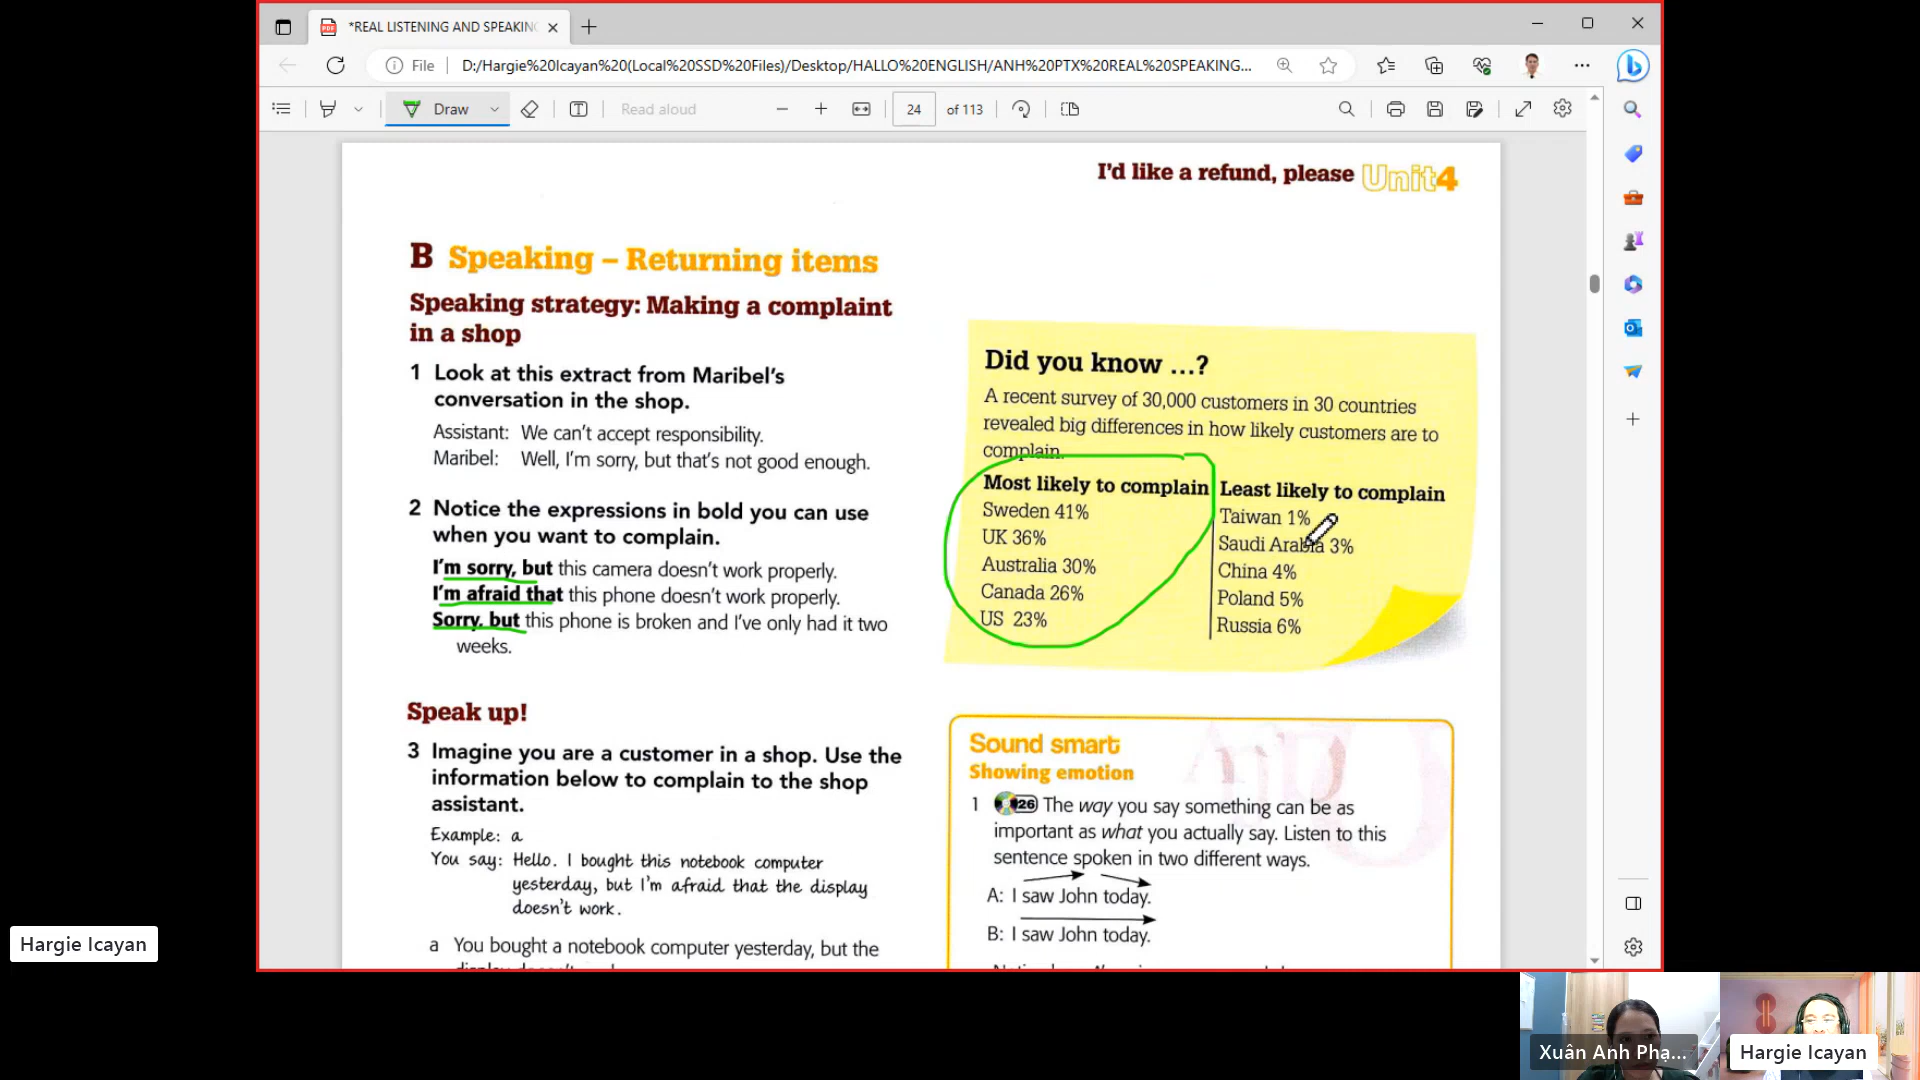 *REAL LISTENING AND SPEAKIN
File
D:/Hargie%20Icayan%20(Local%20SSD%20Files)/Desktop/HALLO%20ENGLISH/ANH%20PTX%20REAL%20SPEAKING...
Draw
Read aloud
24
of 113
I'd like a refund, please Unit4
B Speaking – Returning items
Speaking strategy: Making a complaint
in a shop
1 Look at this extract from Maribel's
conversation in the shop.
Assistant: We can't accept responsibility.
Maribel: Well, I'm sorry, but that's not good enough.
2 Notice the expressions in bold you can use
when you want to complain.
I'm sorry, but this camera doesn't work properly.
I'm afraid that this phone doesn't work properly.
Sorry, but this phone is broken and I've only had it two
weeks.
Speak up!
3 Imagine you are a customer in a shop. Use the
information below to complain to the shop
assistant.
Example: a
You say: Hello. I bought this notebook computer
yesterday, but I'm afraid that the display
doesn't work.
a You bought a notebook computer yesterday, but the
Did you know ...?
A recent survey of 30,000 customers in 30 countries
revealed big differences in how likely customers are to
complain.
Most likely to complain
Sweden 41%
UK 36%
Australia 30%
Canada 26%
US 23%
Least likely to complain
Taiwan 1%
Saudi Arabia 3%
China 4%
Poland 5%
Russia 6%
Sound smart
Showing emotion
1 26 The way you say something can be as
important as what you actually say. Listen to this
sentence spoken in two different ways.
A: I saw John today.
B: I saw John today.
Hargie Icayan
Xuân Anh Phạ...
Hargie Icayan